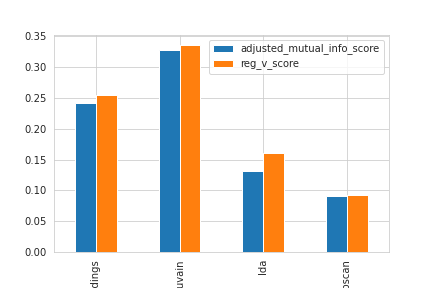 0.35
0.30
0.25
0.20
0.15
0.10
0.05
0.00
adjusted_mutual_info_score
reg_v_score
dings
uvain
lda
oscan